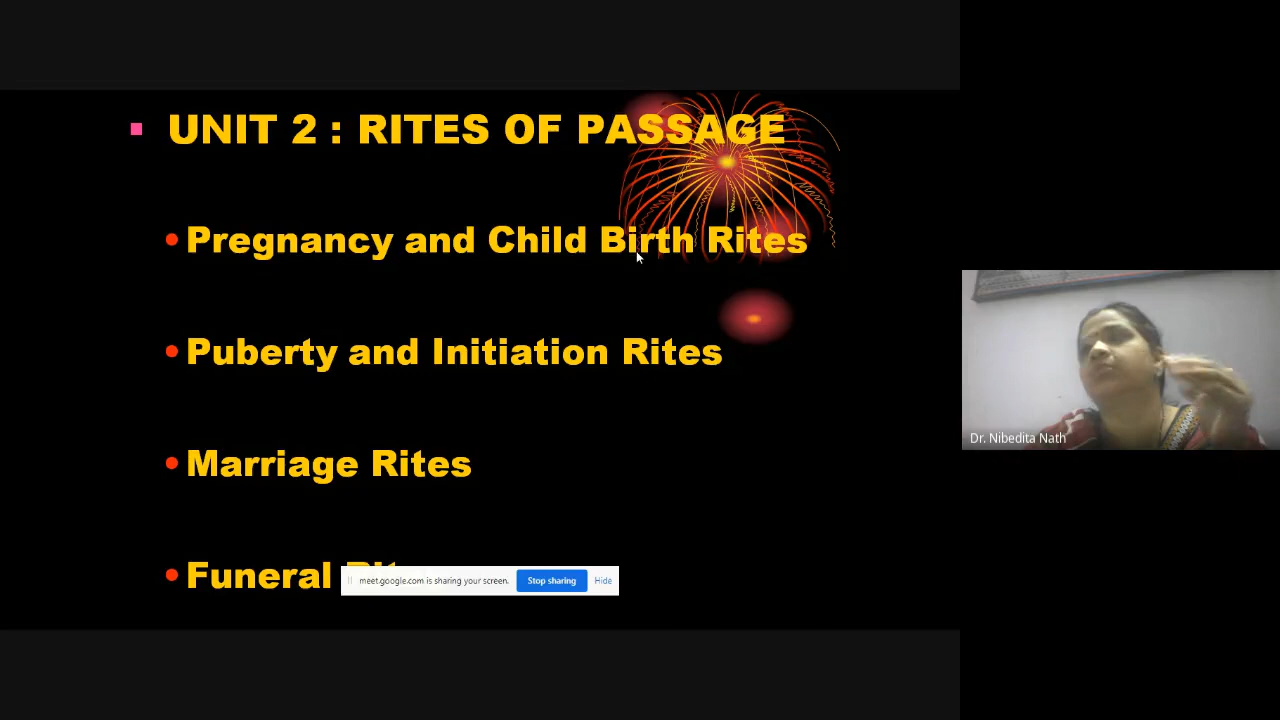 UNIT 2 : RITES OF PASSAGE
Pregnancy and Child Birth Rites
Puberty and Initiation Rites
Marriage Rites
Funeral
meet.google.com is sharing your screen. Stop sharing Hide
Dr. Nibedita Nath